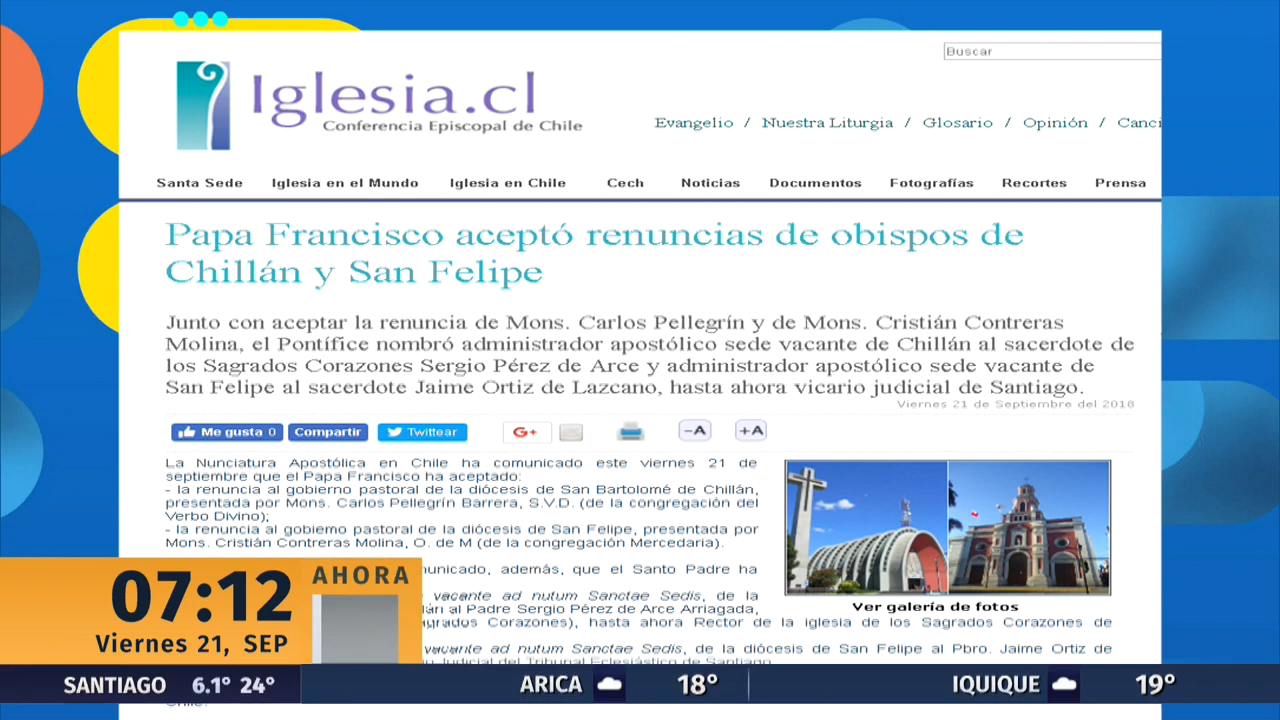 Buscar
Iglesia.cl
Conferencia Episcopal de Chile
Evangelio / Nuestra Liturgia / Glosario / Opinión / Canci
Santa Sede Iglesia en el Mundo Iglesia en Chile Cech Noticias Documentos Fotografías Recortes Prensa
Papa Francisco aceptó renuncias de obispos de
Chillán y San Felipe
Junto con aceptar la renuncia de Mons. Carlos Pellegrín y de Mons. Cristián Contreras
Molina, el Pontífice nombró administrador apostólico sede vacante de Chillán al sacerdote de
los Sagrados Corazones Sergio Pérez de Arce y administrador apostólico sede vacante de
San Felipe al sacerdote Jaime Ortiz de Lazcano, hasta ahora vicario judicial de Santiago.
Viernes 21 de Septiembre del 2018
Me gusta 0 Compartir Twittear G+ -A +A
La Nunciatura Apostólica en Chile ha comunicado este viernes 21 de
septiembre que el Papa Francisco ha aceptado:
- la renuncia al gobierno pastoral de la diócesis de San Bartolomé de Chillán,
presentada por Mons. Carlos Pellegrín Barrera, S.V.D. (de la congregación del
Verbo Divino);
- la renuncia al gobierno pastoral de la diócesis de San Felipe, presentada por
Mons. Cristián Contreras Molina, O. de M (de la congregación Mercedaria).
municado, además, que el Santo Padre ha
vacante ad nutum Sanctae Sedis, de la
al Padre Sergio Pérez de Arce Arriagada,
Corazones), hasta ahora Rector de la iglesia de los Sagrados Corazones de
vacante ad nutum Sanctae Sedis, de la diócesis de San Felipe al Pbro. Jaime Ortiz de
Judicial del Tribunal Eclesiástico de Santiago
Chile.
Ver galería de fotos
07:12
AHORA
Viernes 21, SEP
SANTIAGO 6.1° 24° ARICA 18° IQUIQUE 19°